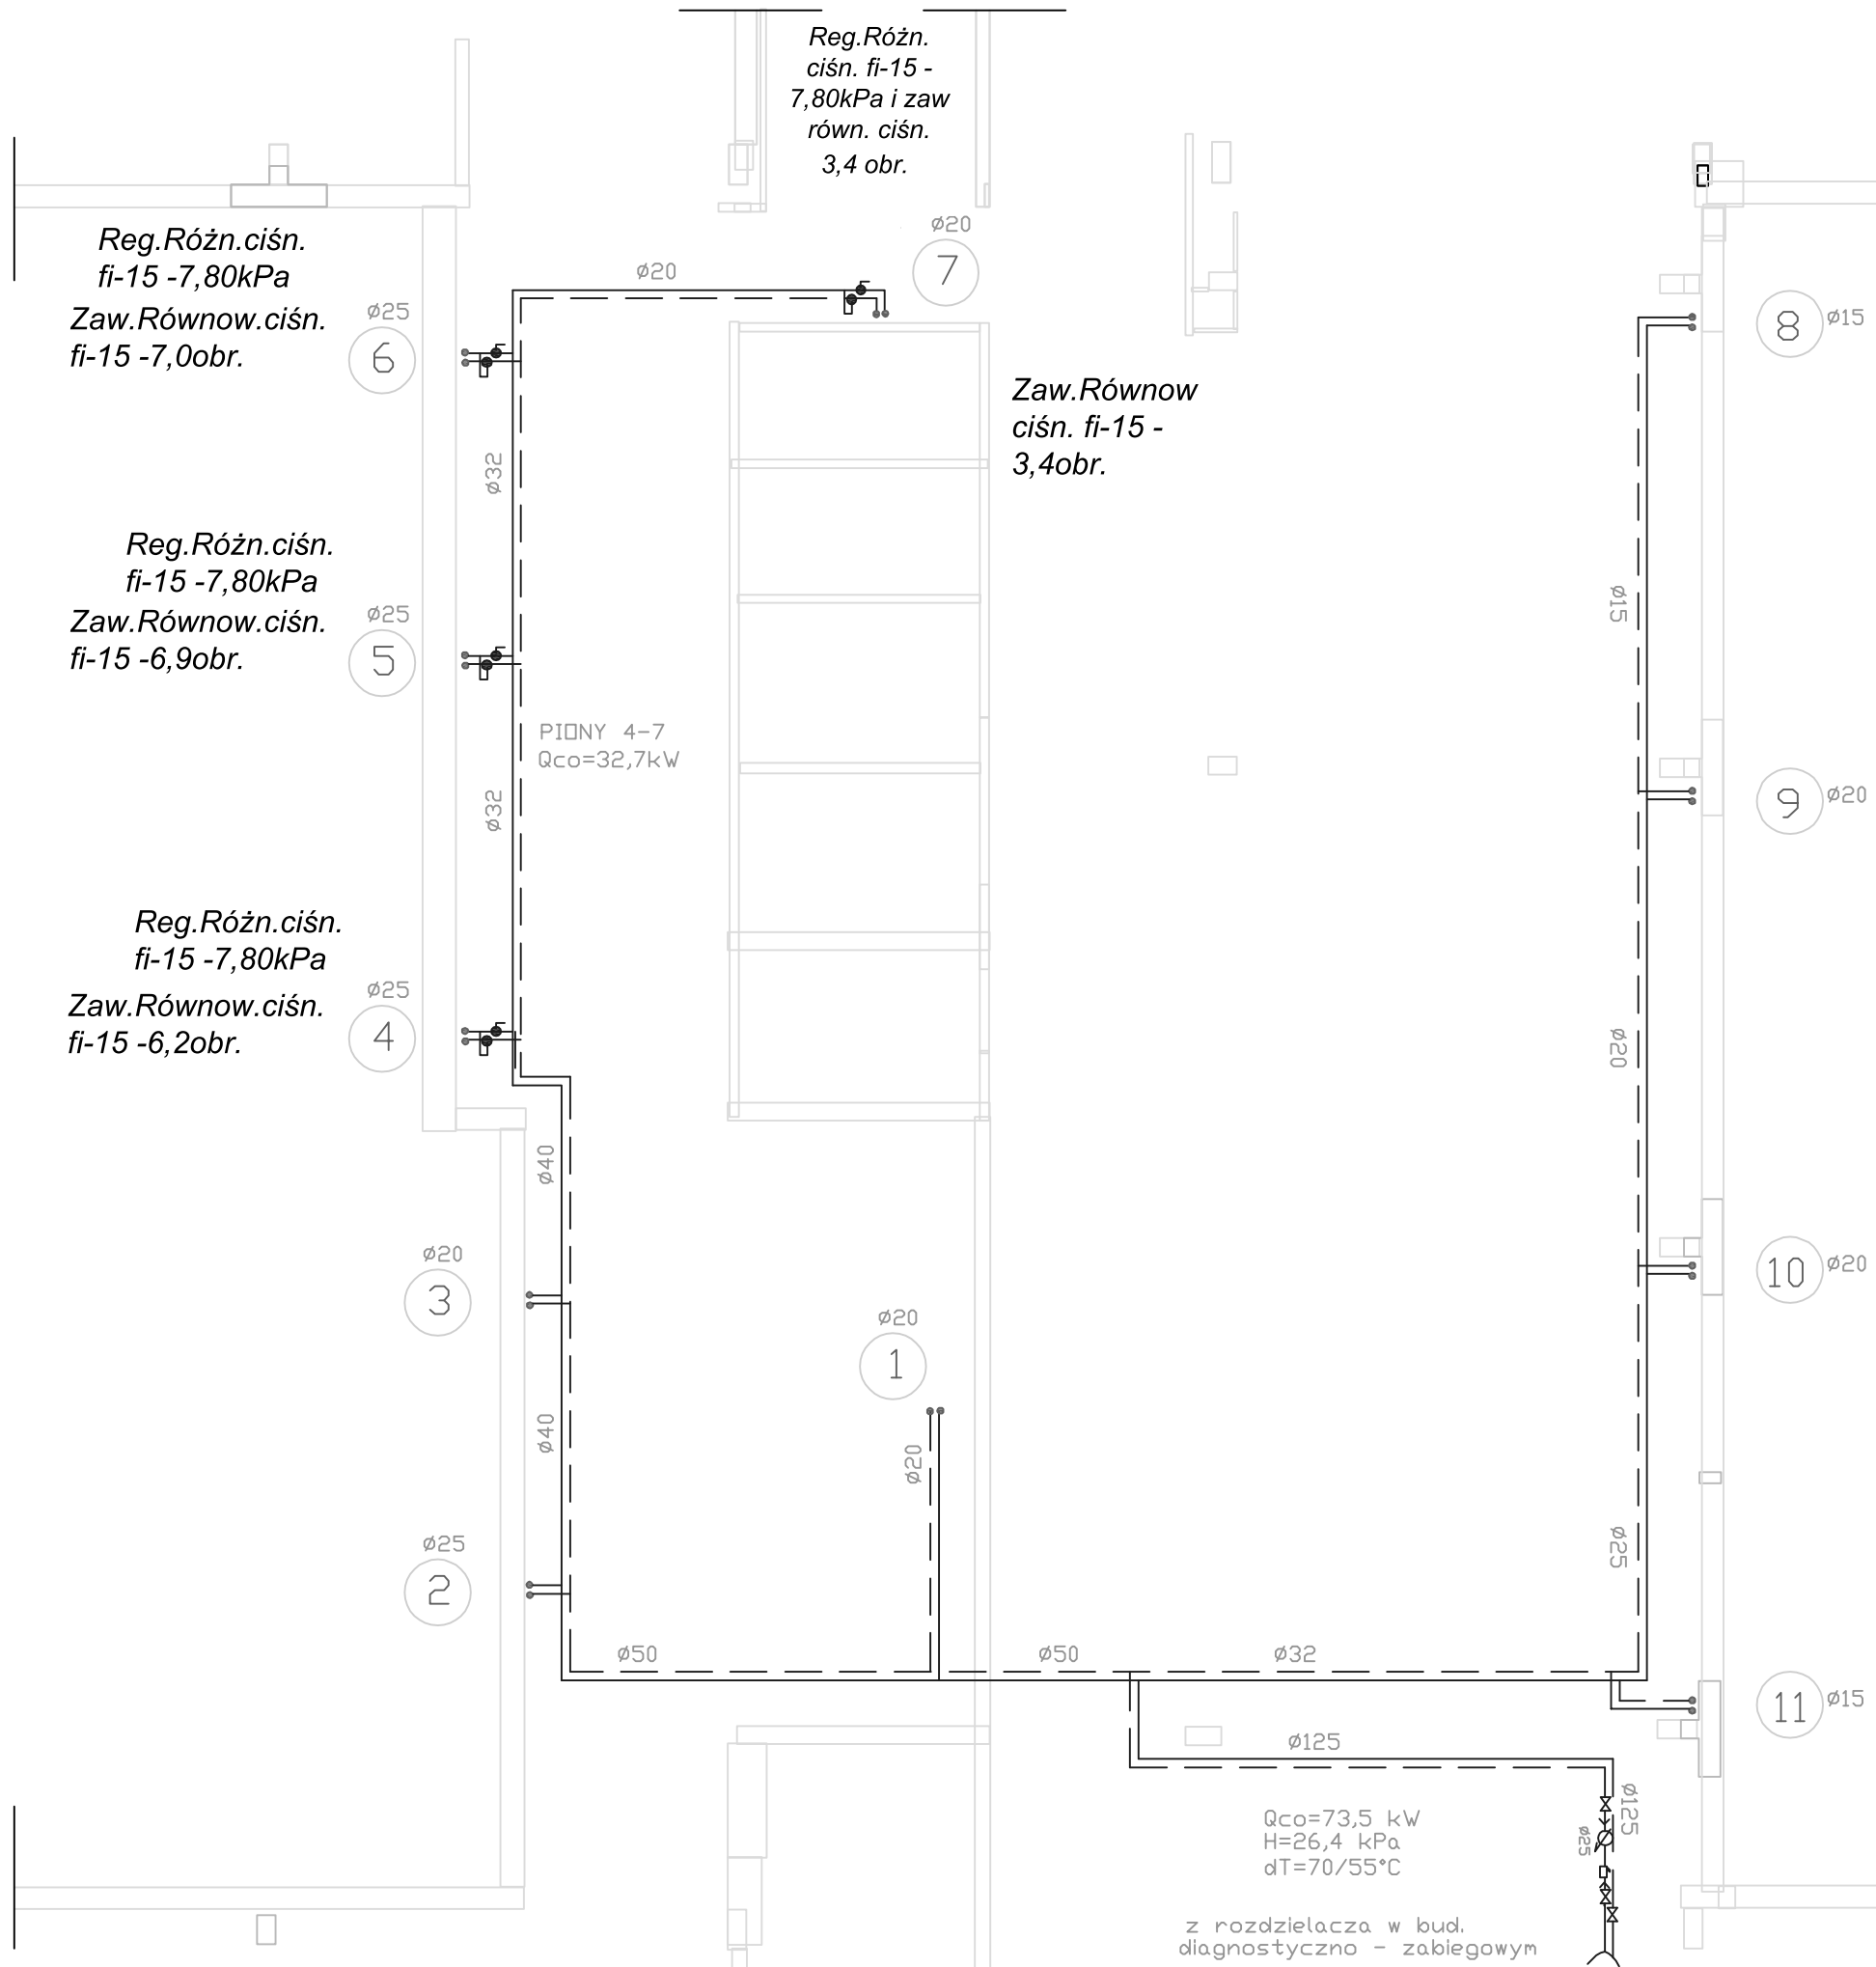 Reg.Różn.
ciśn. fi-15 -
7,80kPa i zaw
równ. ciśn.
3,4 obr.
ø20
7
ø20
Reg.Różn.ciśn.
fi-15 -7,80kPa
Zaw.Równow.ciśn.
fi-15 -7,0obr.
ø25
6
8
ø15
Zaw.Równow
ciśn. fi-15 -
3,4obr.
ø32
Reg.Różn.ciśn.
fi-15 -7,80kPa
Zaw.Równow.ciśn.
fi-15 -6,9obr.
ø25
5
ø15
PIONY 4-7
Qco=32,7kW
ø32
9
ø20
Reg.Różn.ciśn.
fi-15 -7,80kPa
Zaw.Równow.ciśn.
fi-15 -6,2obr.
ø25
4
ø20
ø40
ø20
3
10
ø20
ø20
1
ø40
ø20
ø25
2
ø25
ø50
ø50
ø32
11
ø15
ø125
ø125
ø25
Qco=73,5 kW
H=26,4 kPa
dT=70/55°C
z rozdzielacza w bud.
diagnostyczno - zabiegowym